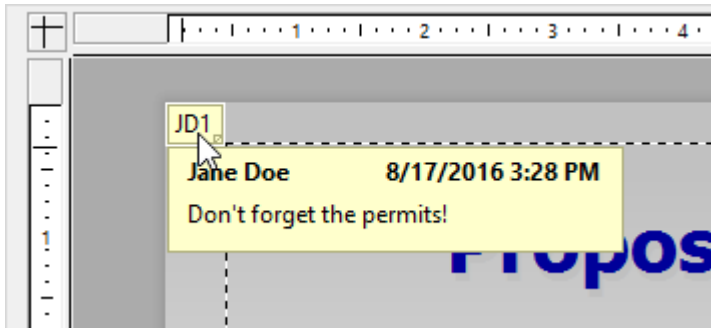 1 2 3 4
JD1
Jane Doe 8/17/2016 3:28 PM
Don't forget the permits!
Propos
1